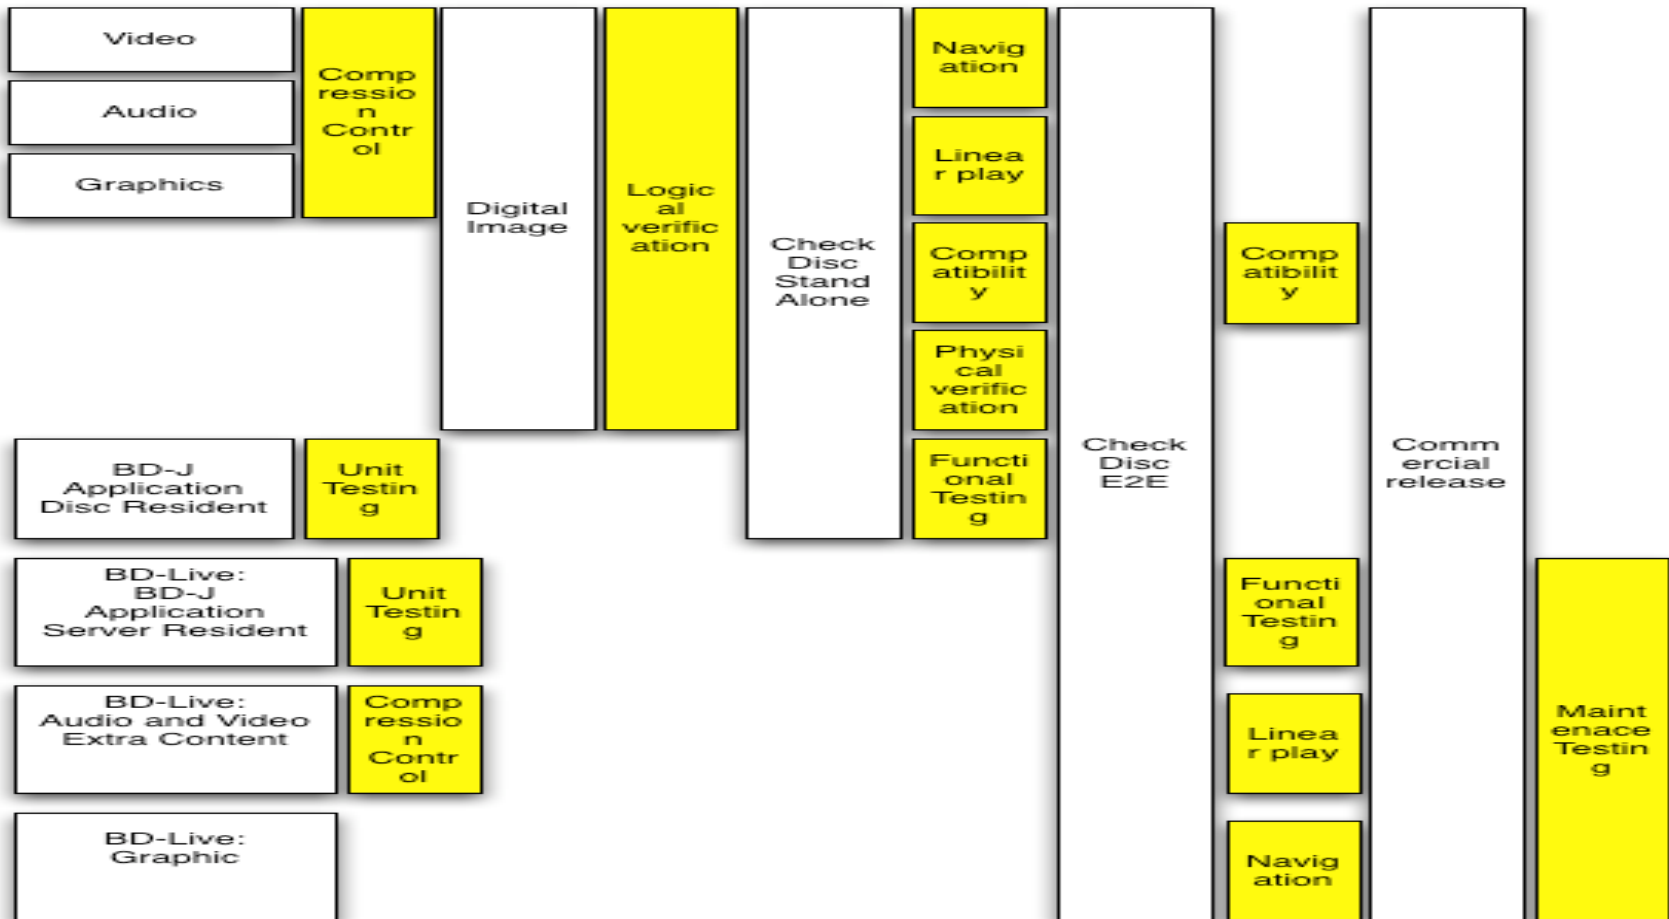 Video
Audio
Graphics
Comp
ressio
n
Contr
ol
Digital
Image
Logic
al
verific
ation
Check
Disc
Stand
Alone
Navig
ation
Linea
r play
Comp
atibilit
y
Physi
cal
verific
ation
Functi
onal
Testin
g
Check
Disc
E2E
Comp
atibilit
y
Comm
ercial
release
BD-J
Application
Disc Resident
Unit
Testin
g
BD-Live:
BD-J
Application
Server Resident
Unit
Testin
g
Functi
onal
Testin
g
BD-Live:
Audio and Video
Extra Content
Comp
ressio
n
Contr
ol
Linea
r play
Maint
enace
Testin
g
BD-Live:
Graphic
Navig
ation